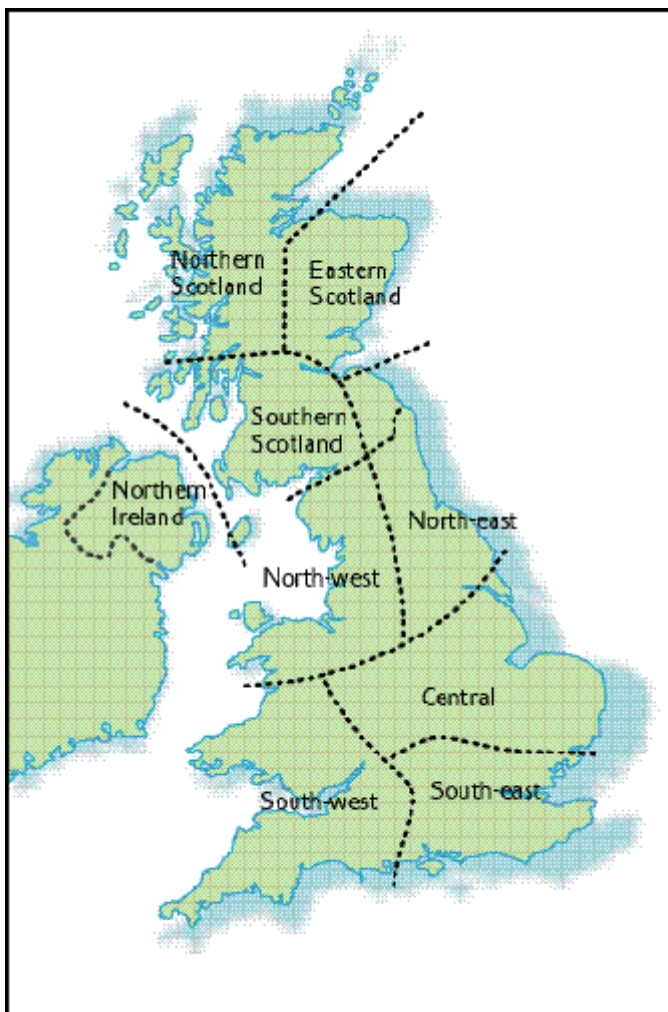 Northern
Scotland
Eastern
Scotland
Southern
Scotland
Northern
Ireland
North-east
North-west
Central
South-west
South-east